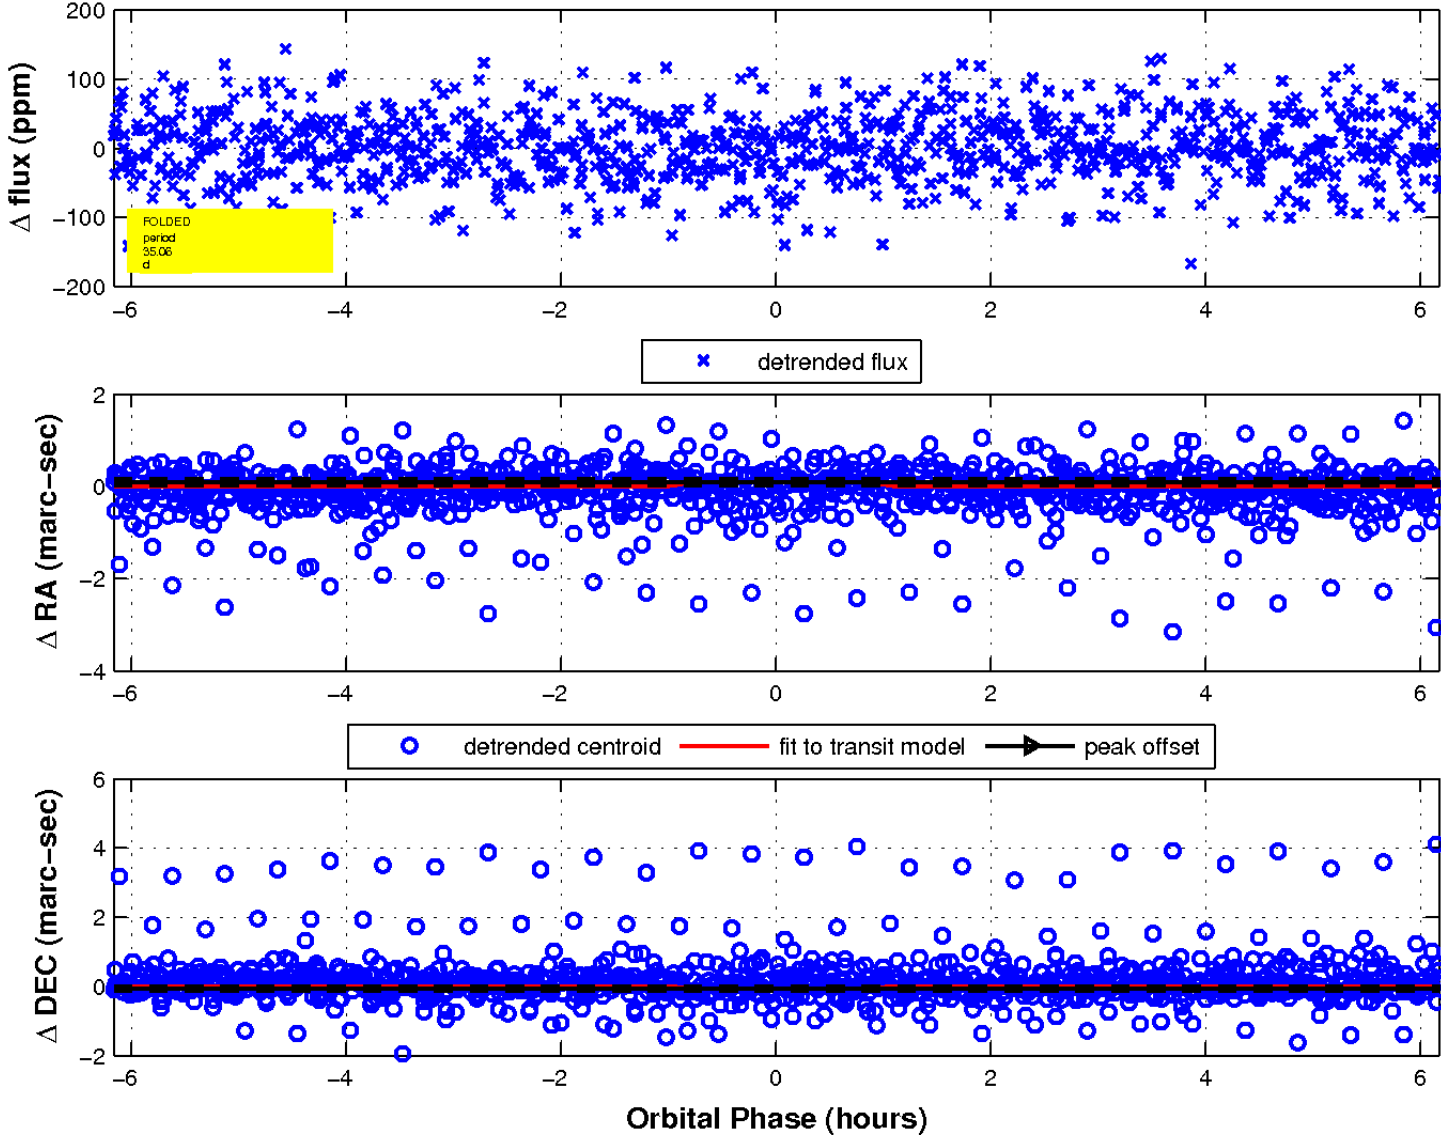 200
100
0
−100
−200
Δ flux (ppm)
FOLDED
period
35.06
d
−6 −4 −2 0 2 4 6
detrended flux
2
0
−2
−4
Δ RA (marc−sec)
−6 −4 −2 0 2 4 6
detrended centroid fit to transit model peak offset
6
4
2
0
−2
Δ DEC (marc−sec)
−6 −4 −2 0 2 4 6
Orbital Phase (hours)